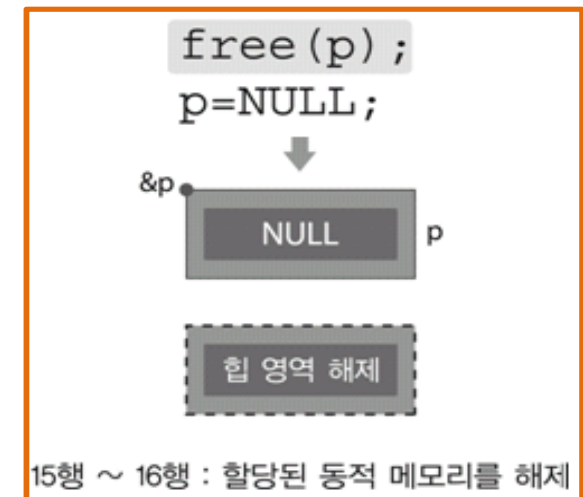 free(p);
p=NULL;
&p
NULL p
힙 영역 해제
15행 ~ 16행 : 할당된 동적 메모리를 해제